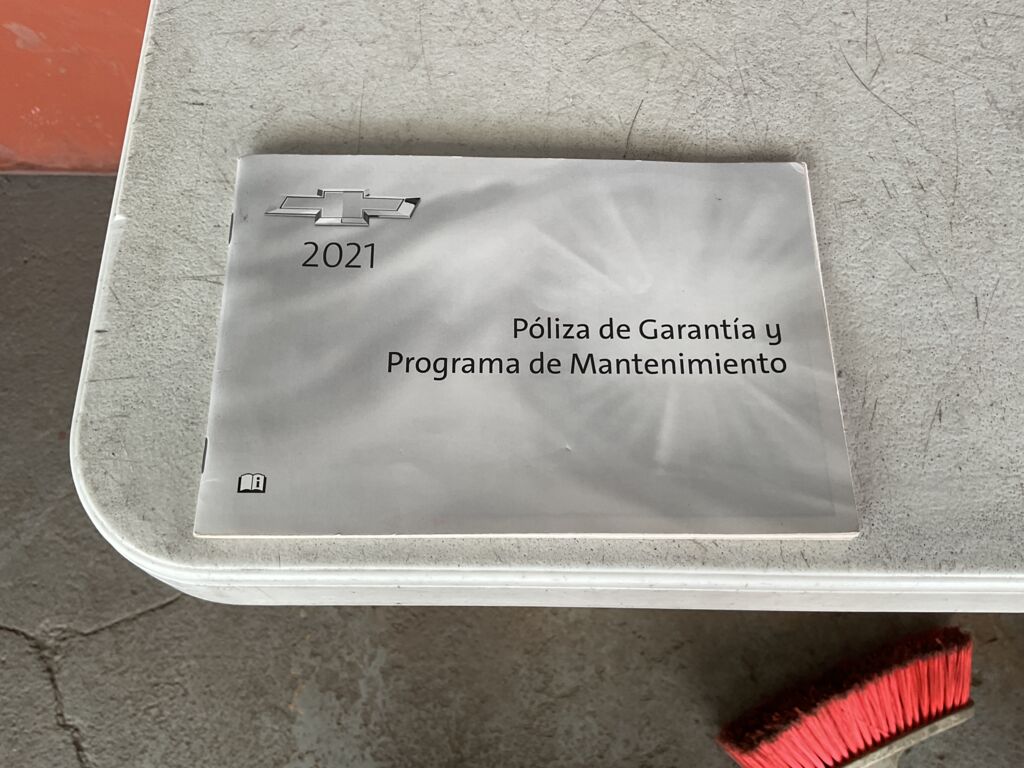 2021
Póliza de Garantía y
Programa de Mantenimiento